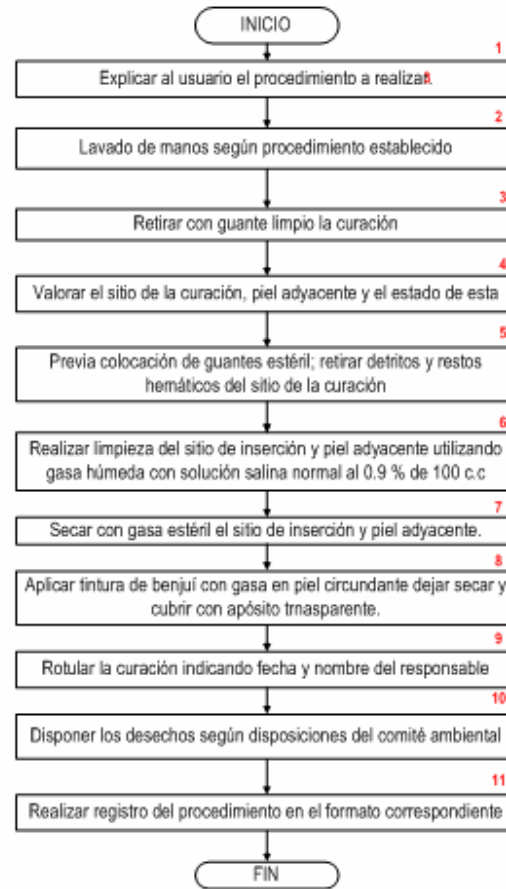 INICIO
1
Explicar al usuario el procedimiento a realizar.
2
Lavado de manos según procedimiento establecido
3
Retirar con guante limpio la curación
4
Valorar el sitio de la curación, piel adyacente y el estado de esta
5
Previa colocación de guantes estéril; retirar detritos y restos
hemáticos del sitio de la curación
6
Realizar limpieza del sitio de inserción y piel adyacente utilizando
gasa húmeda con solución salina normal al 0.9 % de 100 c.c
7
Secar con gasa estéril el sitio de inserción y piel adyacente.
8
Aplicar tintura de benjuí con gasa en piel circundante dejar secar y
cubrir con apósito trnasparente.
9
Rotular la curación indicando fecha y nombre del responsable
10
Disponer los desechos según disposiciones del comité ambiental
11
Realizar registro del procedimiento en el formato correspondiente
FIN